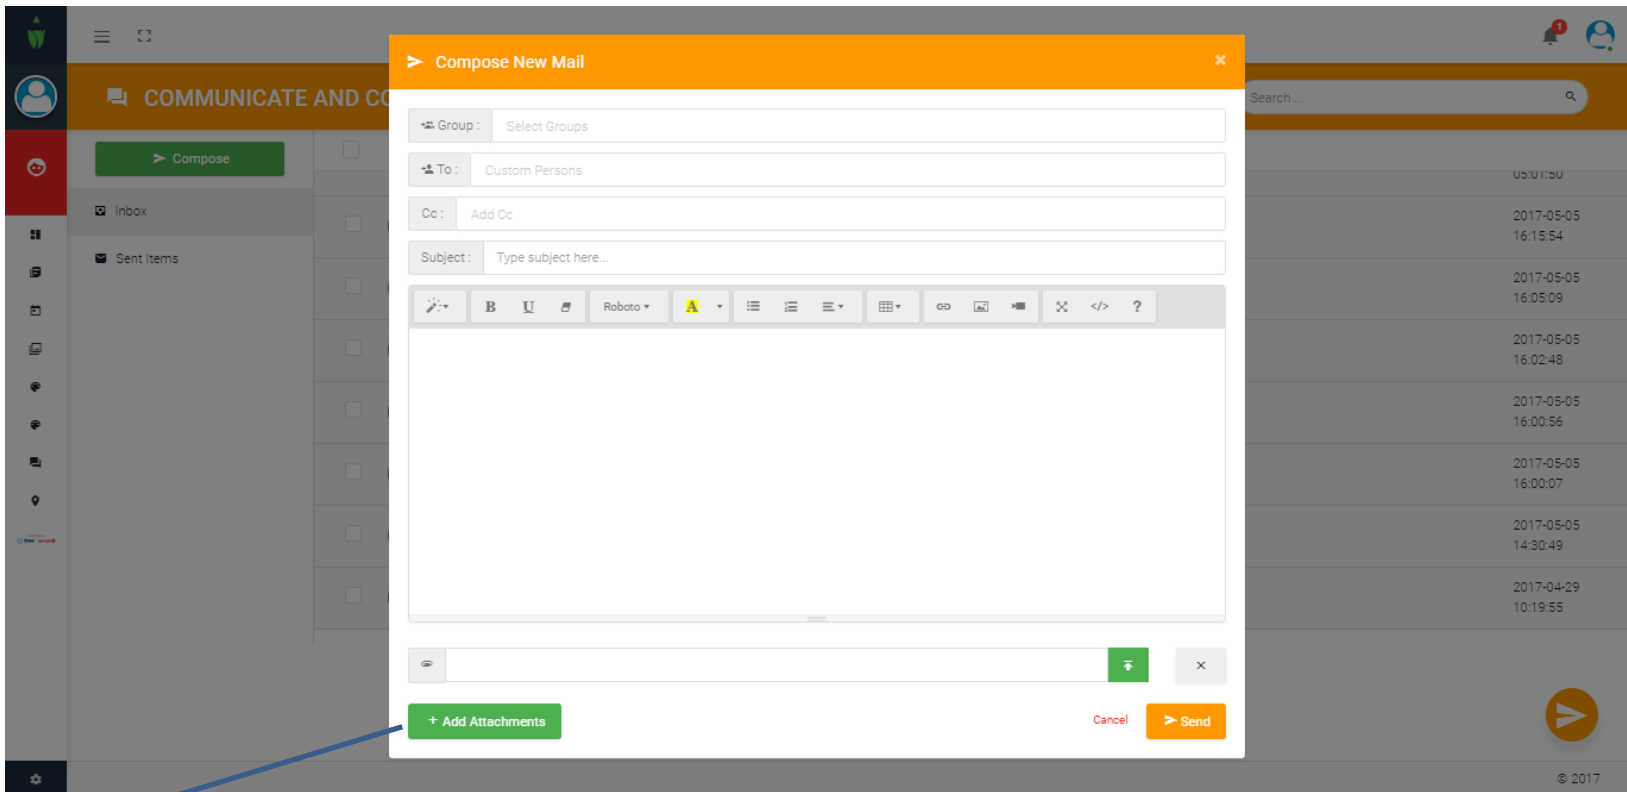 1
Compose New Mail
×
COMMUNICATE AND CO
Search ...
Group :
Select Groups
Compose
To :
Custom Persons
05:01:50
Inbox
Cc :
Add Cc
2017-05-05
16:15:54
Sent Items
Subject :
Type subject here...
2017-05-05
16:05:09
B U Roboto A </> ?
2017-05-05
16:02:48
2017-05-05
16:00:56
2017-05-05
16:00:07
2017-05-05
14:30:49
2017-04-29
10:19:55
×
+ Add Attachments
Cancel
Send
© 2017